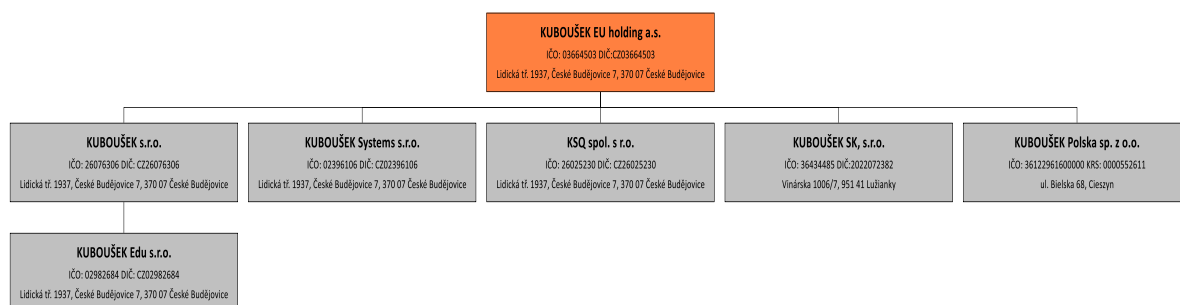 KUBOUŠEK EU holding a.s.
IČO: 03664503 DIČ:CZ03664503
Lidická tř. 1937, České Budějovice 7, 370 07 České Budějovice
KUBOUŠEK s.r.o.
IČO: 26076306 DIČ: CZ26076306
Lidická tř. 1937, České Budějovice 7, 370 07 České Budějovice
KUBOUŠEK Systems s.r.o.
IČO: 02396106 DIČ: CZ02396106
Lidická tř. 1937, České Budějovice 7, 370 07 České Budějovice
KSQ spol. s r.o.
IČO: 26025230 DIČ: CZ26025230
Lidická tř. 1937, České Budějovice 7, 370 07 České Budějovice
KUBOUŠEK SK, s.r.o.
IČO: 36434485 DIČ:2022072382
Vinárska 1006/7, 951 41 Lužianky
KUBOUŠEK Polska sp. z o.o.
IČO: 36122961600000 KRS: 0000552611
ul. Bielska 68, Cieszyn
KUBOUŠEK Edu s.r.o.
IČO: 02982684 DIČ: CZ02982684
Lidická tř. 1937, České Budějovice 7, 370 07 České Budějovice